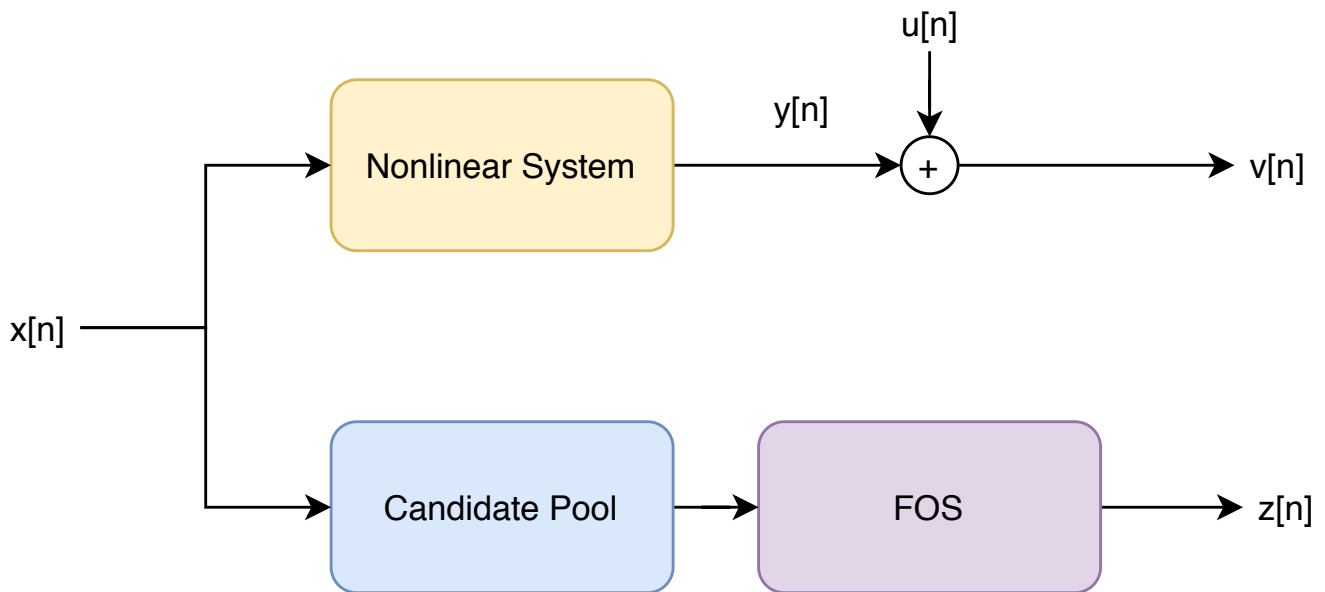 u[n]
y[n]
Nonlinear System
+
v[n]
x[n]
Candidate Pool
FOS
z[n]